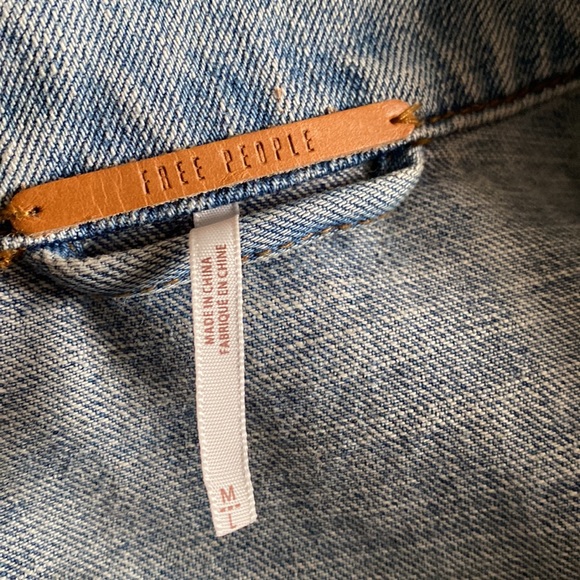 FREE PEOPLE
MADE IN CHINA
FABRIQUE EN CHINE
M
L